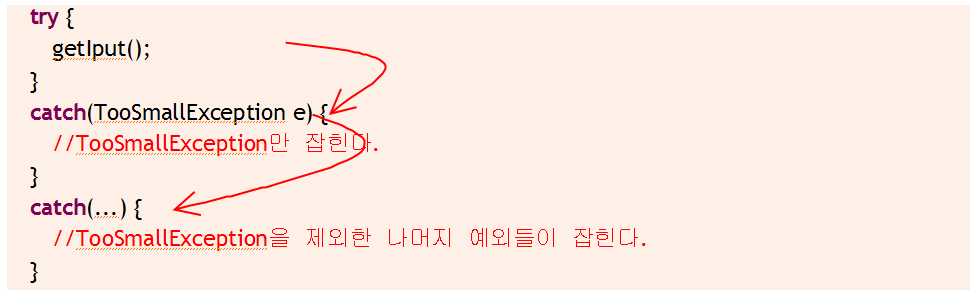 try {
getIput();
}
catch(TooSmallException e) {
//TooSmallException만 잡힌다.
}
catch(...) {
//TooSmallException을 제외한 나머지 예외들이 잡힌다.
}